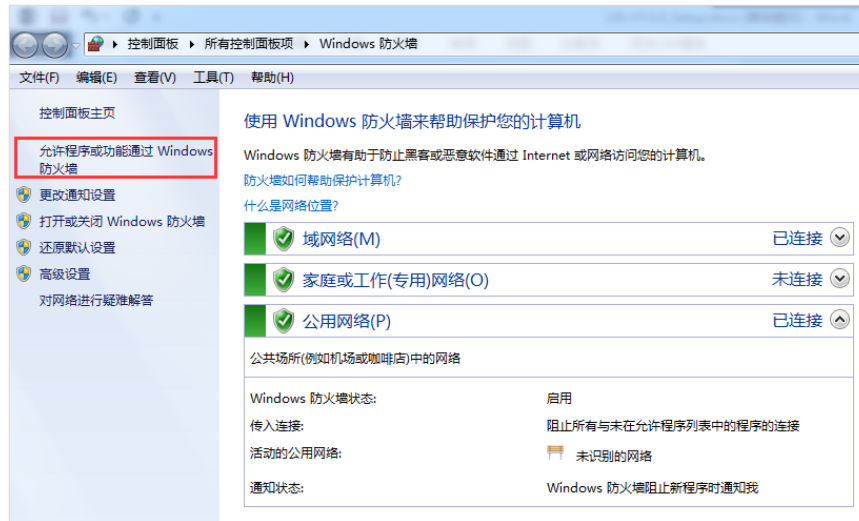 控制面板 ▸ 所有控制面板项 ▸ Windows 防火墙
文件(F) 编辑(E) 查看(V) 工具(T) 帮助(H)
控制面板主页
允许程序或功能通过 Windows
防火墙
更改通知设置
打开或关闭 Windows 防火墙
还原默认设置
高级设置
对网络进行疑难解答
使用 Windows 防火墙来帮助保护您的计算机
Windows 防火墙有助于防止黑客或恶意软件通过 Internet 或网络访问您的计算机。
防火墙如何帮助保护计算机?
什么是网络位置?
域网络(M) 已连接
家庭或工作(专用)网络(O) 未连接
公用网络(P) 已连接
公共场所(例如机场或咖啡店)中的网络
Windows 防火墙状态: 启用
传入连接: 阻止所有与未在允许程序列表中的程序的连接
活动的公用网络: 未识别的网络
通知状态: Windows 防火墙阻止新程序时通知我